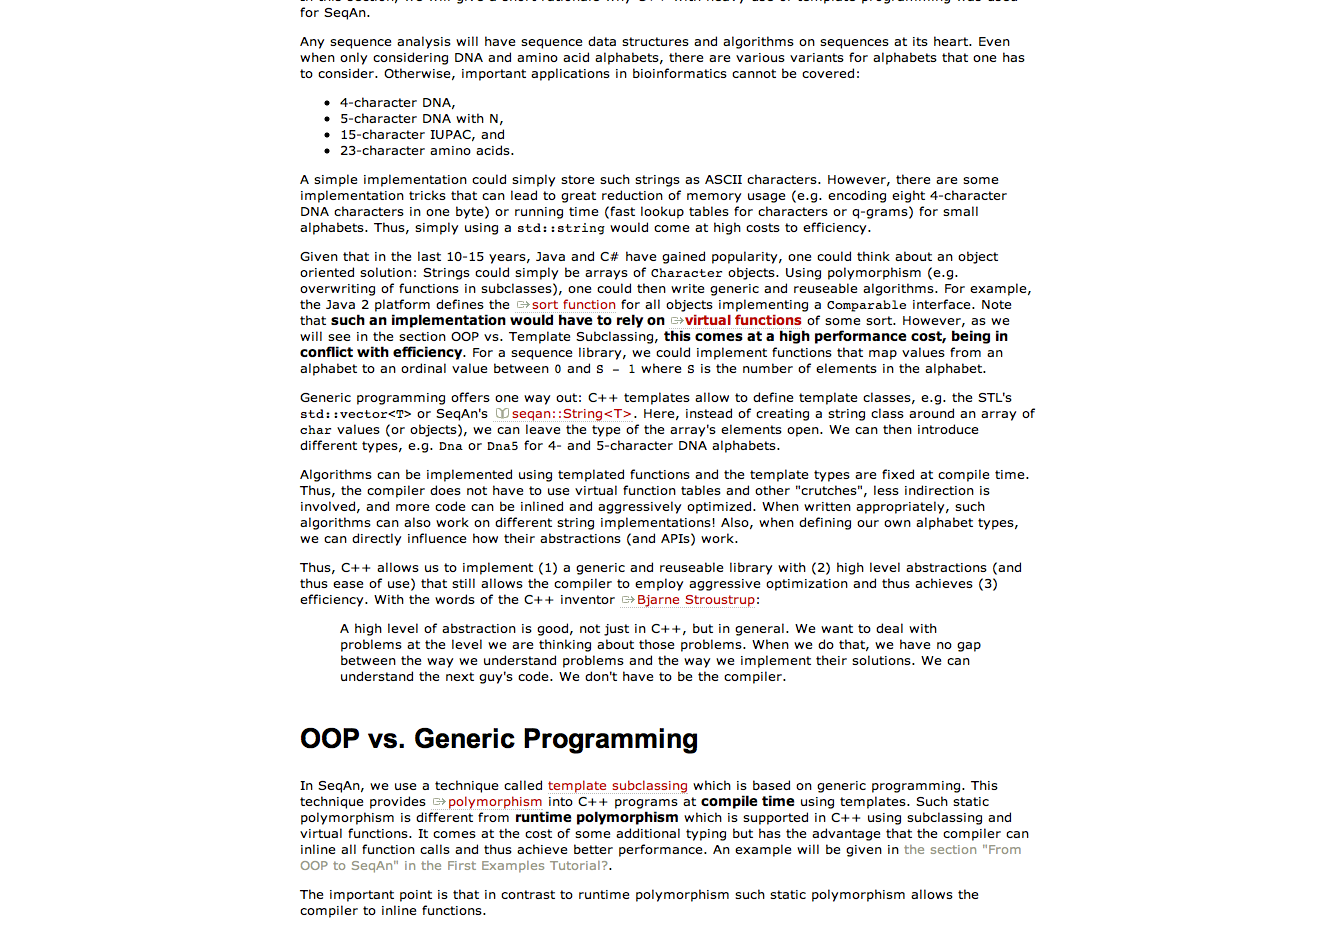 for SeqAn.
Any sequence analysis will have sequence data structures and algorithms on sequences at its heart. Even
when only considering DNA and amino acid alphabets, there are various variants for alphabets that one has
to consider. Otherwise, important applications in bioinformatics cannot be covered:
• 4-character DNA,
• 5-character DNA with N,
• 15-character IUPAC, and
• 23-character amino acids.
A simple implementation could simply store such strings as ASCII characters. However, there are some
implementation tricks that can lead to great reduction of memory usage (e.g. encoding eight 4-character
DNA characters in one byte) or running time (fast lookup tables for characters or q-grams) for small
alphabets. Thus, simply using a std::string would come at high costs to efficiency.
Given that in the last 10-15 years, Java and C# have gained popularity, one could think about an object
oriented solution: Strings could simply be arrays of Character objects. Using polymorphism (e.g.
overwriting of functions in subclasses), one could then write generic and reuseable algorithms. For example,
the Java 2 platform defines the sort function for all objects implementing a Comparable interface. Note
that such an implementation would have to rely on virtual functions of some sort. However, as we
will see in the section OOP vs. Template Subclassing, this comes at a high performance cost, being in
conflict with efficiency. For a sequence library, we could implement functions that map values from an
alphabet to an ordinal value between 0 and S - 1 where S is the number of elements in the alphabet.
Generic programming offers one way out: C++ templates allow to define template classes, e.g. the STL's
std::vector<T> or SeqAn's seqan::String<T>. Here, instead of creating a string class around an array of
char values (or objects), we can leave the type of the array's elements open. We can then introduce
different types, e.g. Dna or Dna5 for 4- and 5-character DNA alphabets.
Algorithms can be implemented using templated functions and the template types are fixed at compile time.
Thus, the compiler does not have to use virtual function tables and other "crutches", less indirection is
involved, and more code can be inlined and aggressively optimized. When written appropriately, such
algorithms can also work on different string implementations! Also, when defining our own alphabet types,
we can directly influence how their abstractions (and APIs) work.
Thus, C++ allows us to implement (1) a generic and reuseable library with (2) high level abstractions (and
thus ease of use) that still allows the compiler to employ aggressive optimization and thus achieves (3)
efficiency. With the words of the C++ inventor Bjarne Stroustrup:
A high level of abstraction is good, not just in C++, but in general. We want to deal with
problems at the level we are thinking about those problems. When we do that, we have no gap
between the way we understand problems and the way we implement their solutions. We can
understand the next guy's code. We don't have to be the compiler.
OOP vs. Generic Programming
In SeqAn, we use a technique called template subclassing which is based on generic programming. This
technique provides polymorphism into C++ programs at compile time using templates. Such static
polymorphism is different from runtime polymorphism which is supported in C++ using subclassing and
virtual functions. It comes at the cost of some additional typing but has the advantage that the compiler can
inline all function calls and thus achieve better performance. An example will be given in the section "From
OOP to SeqAn" in the First Examples Tutorial?.
The important point is that in contrast to runtime polymorphism such static polymorphism allows the
compiler to inline functions.